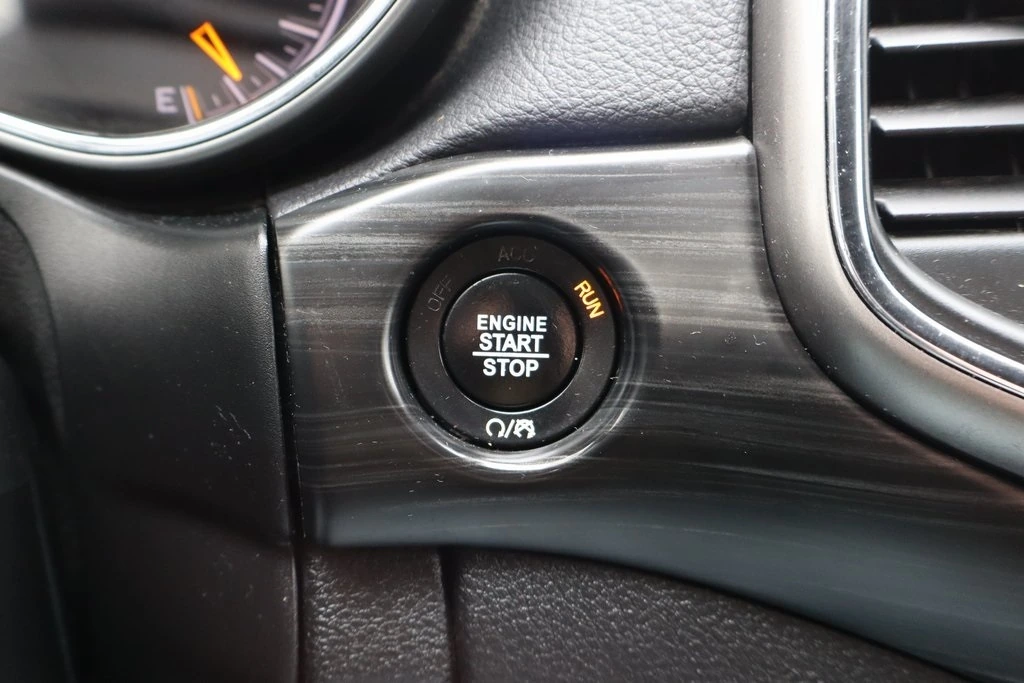 E
ACC
OFF
RUN
ENGINE
START
STOP